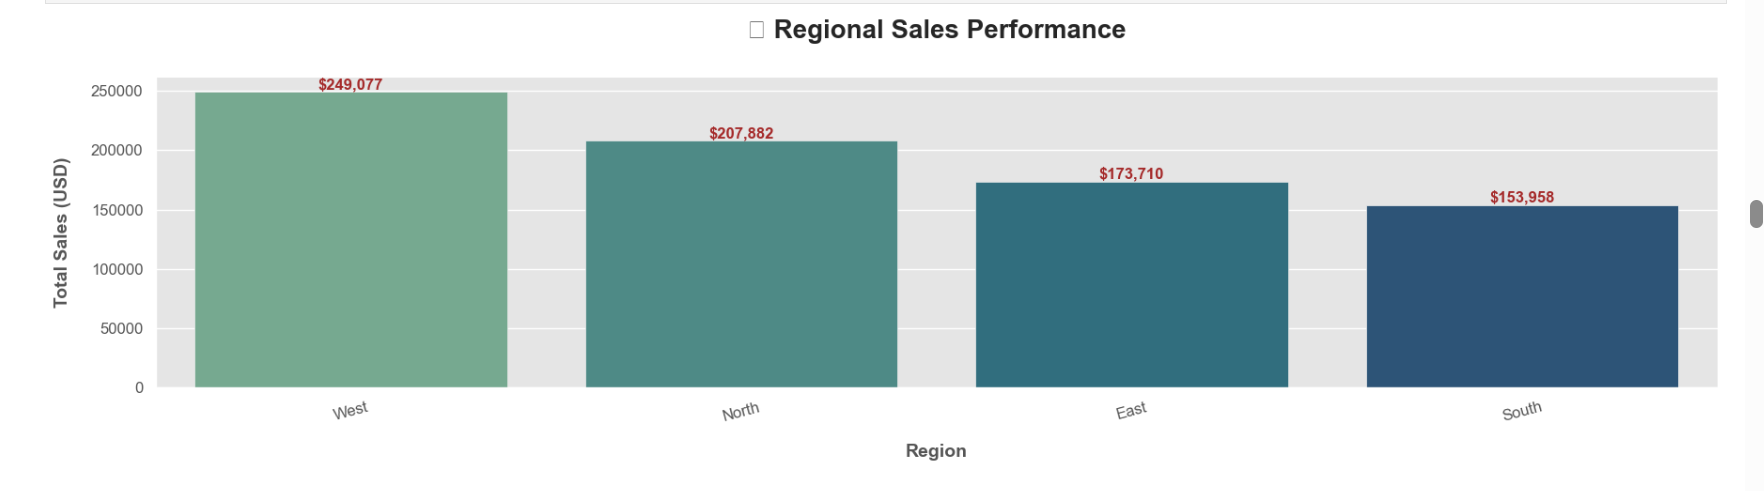 Regional Sales Performance
Total Sales (USD)
250000
200000
150000
100000
50000
0
$249,077
$207,882
$173,710
$153,958
West
North
East
South
Region